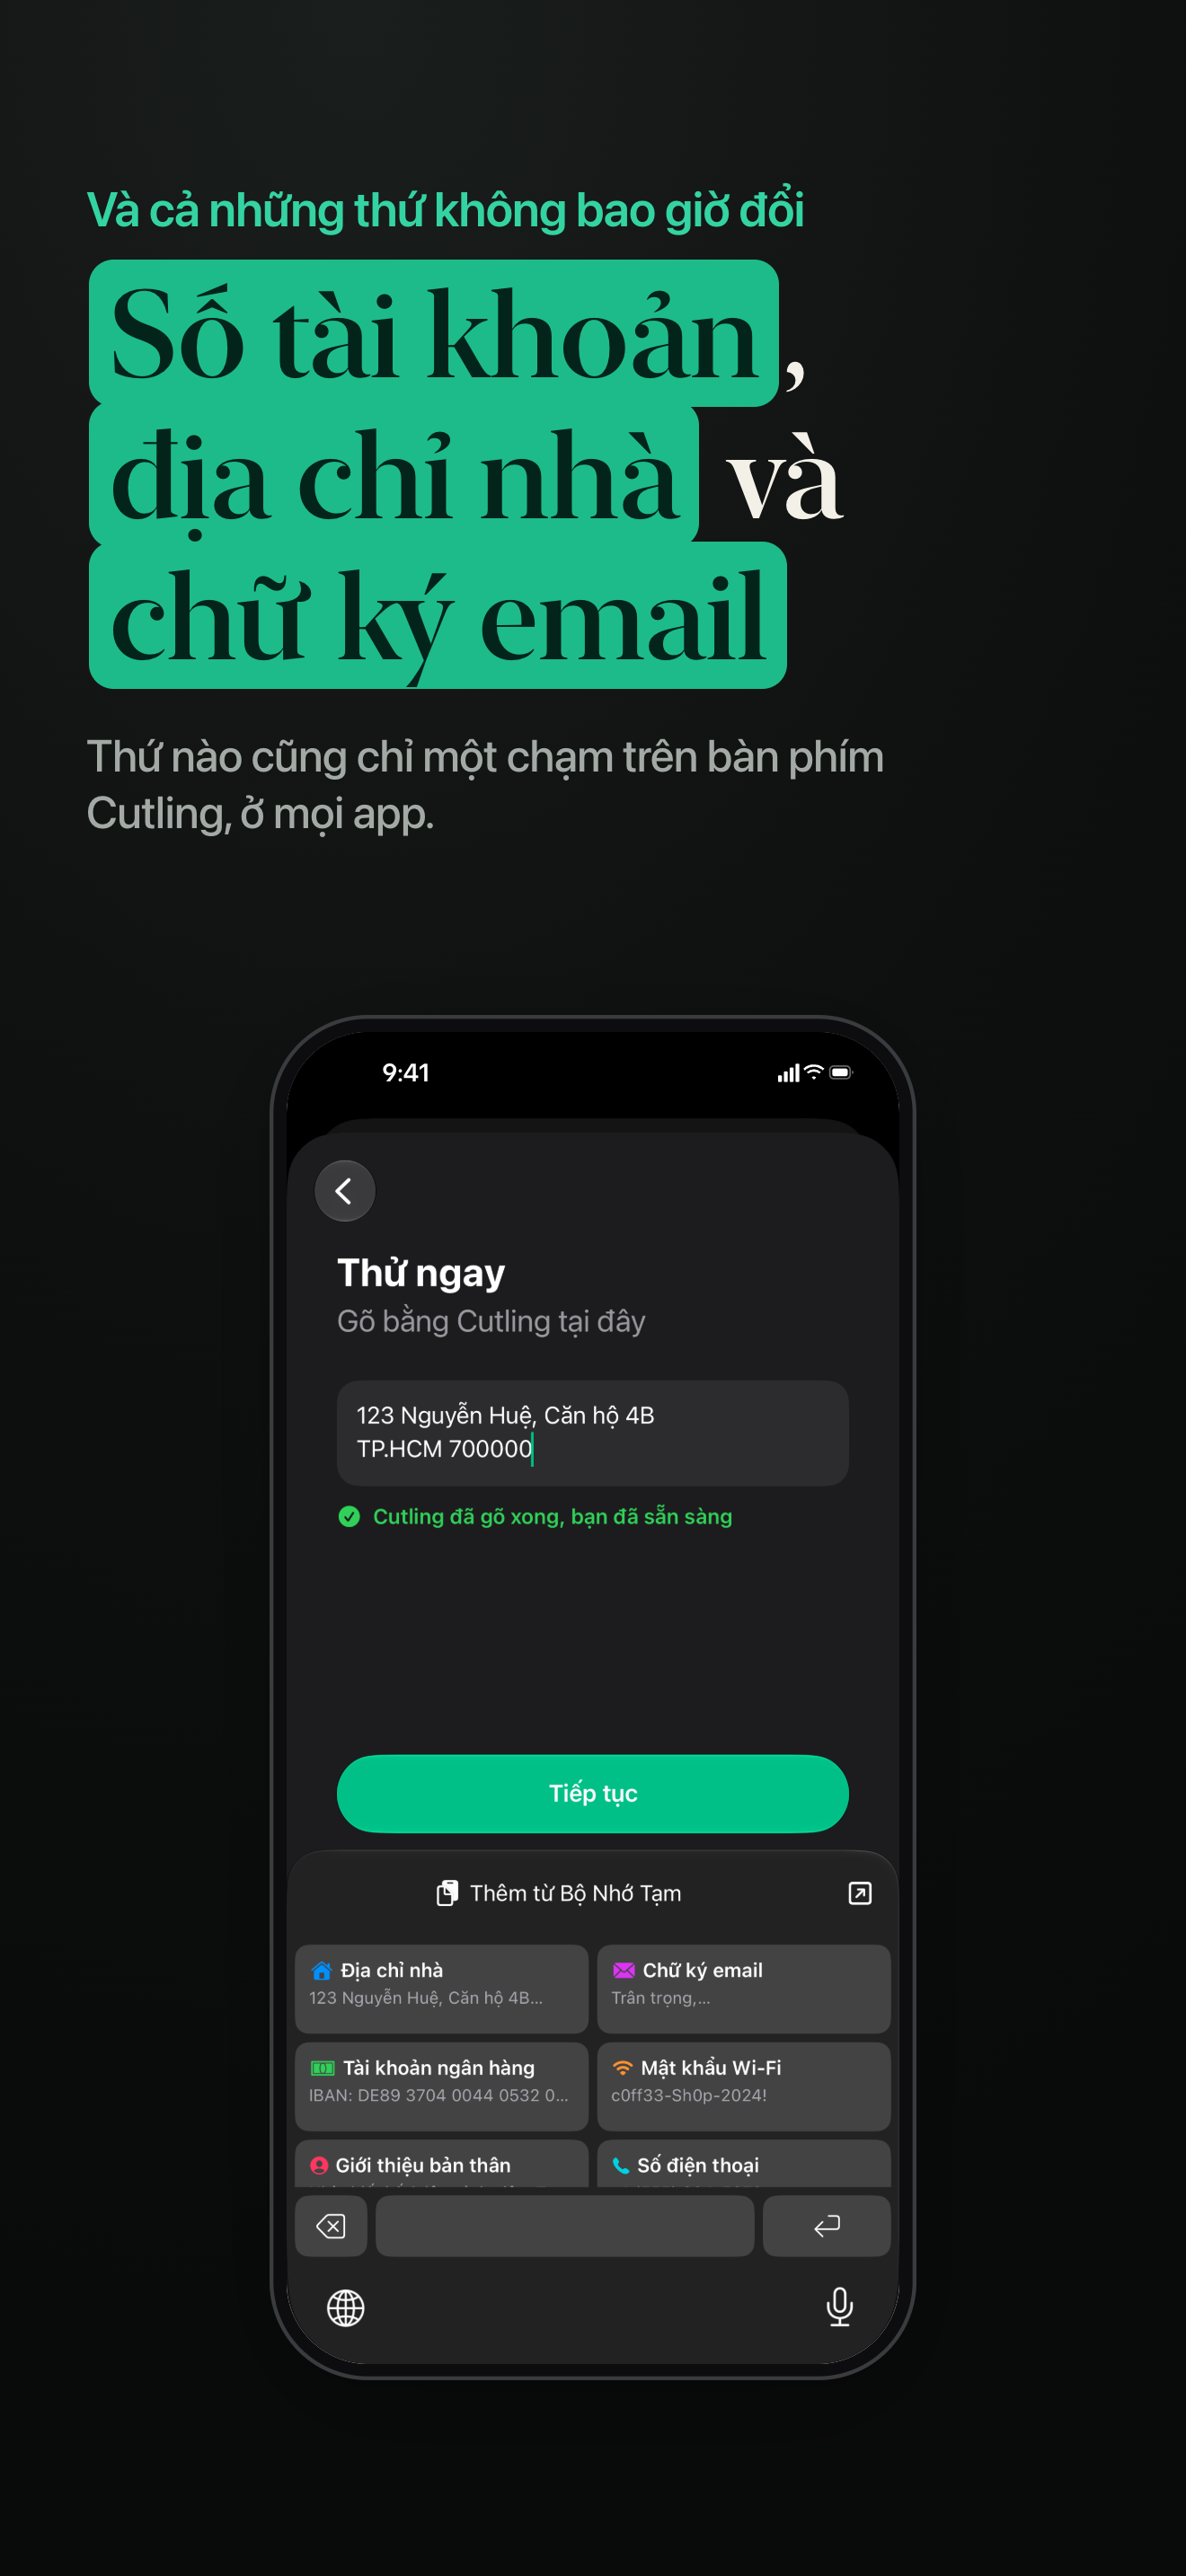 Và cả những thứ không bao giờ đổi
Số tài khoản,
địa chỉ nhà và
chữ ký email
Thứ nào cũng chỉ một chạm trên bàn phím
Cutling, ở mọi app.
9:41
Thử ngay
Gõ bằng Cutling tại đây
123 Nguyễn Huệ, Căn hộ 4B
TP.HCM 700000
Cutling đã gõ xong, bạn đã sẵn sàng
Tiếp tục
Thêm từ Bộ Nhớ Tạm
Địa chỉ nhà
123 Nguyễn Huệ, Căn hộ 4B...
Chữ ký email
Trân trọng,...
Tài khoản ngân hàng
IBAN: DE89 3704 0044 0532 0...
Mật khẩu Wi-Fi
c0ff33-Sh0p-2024!
Giới thiệu bản thân
Số điện thoại